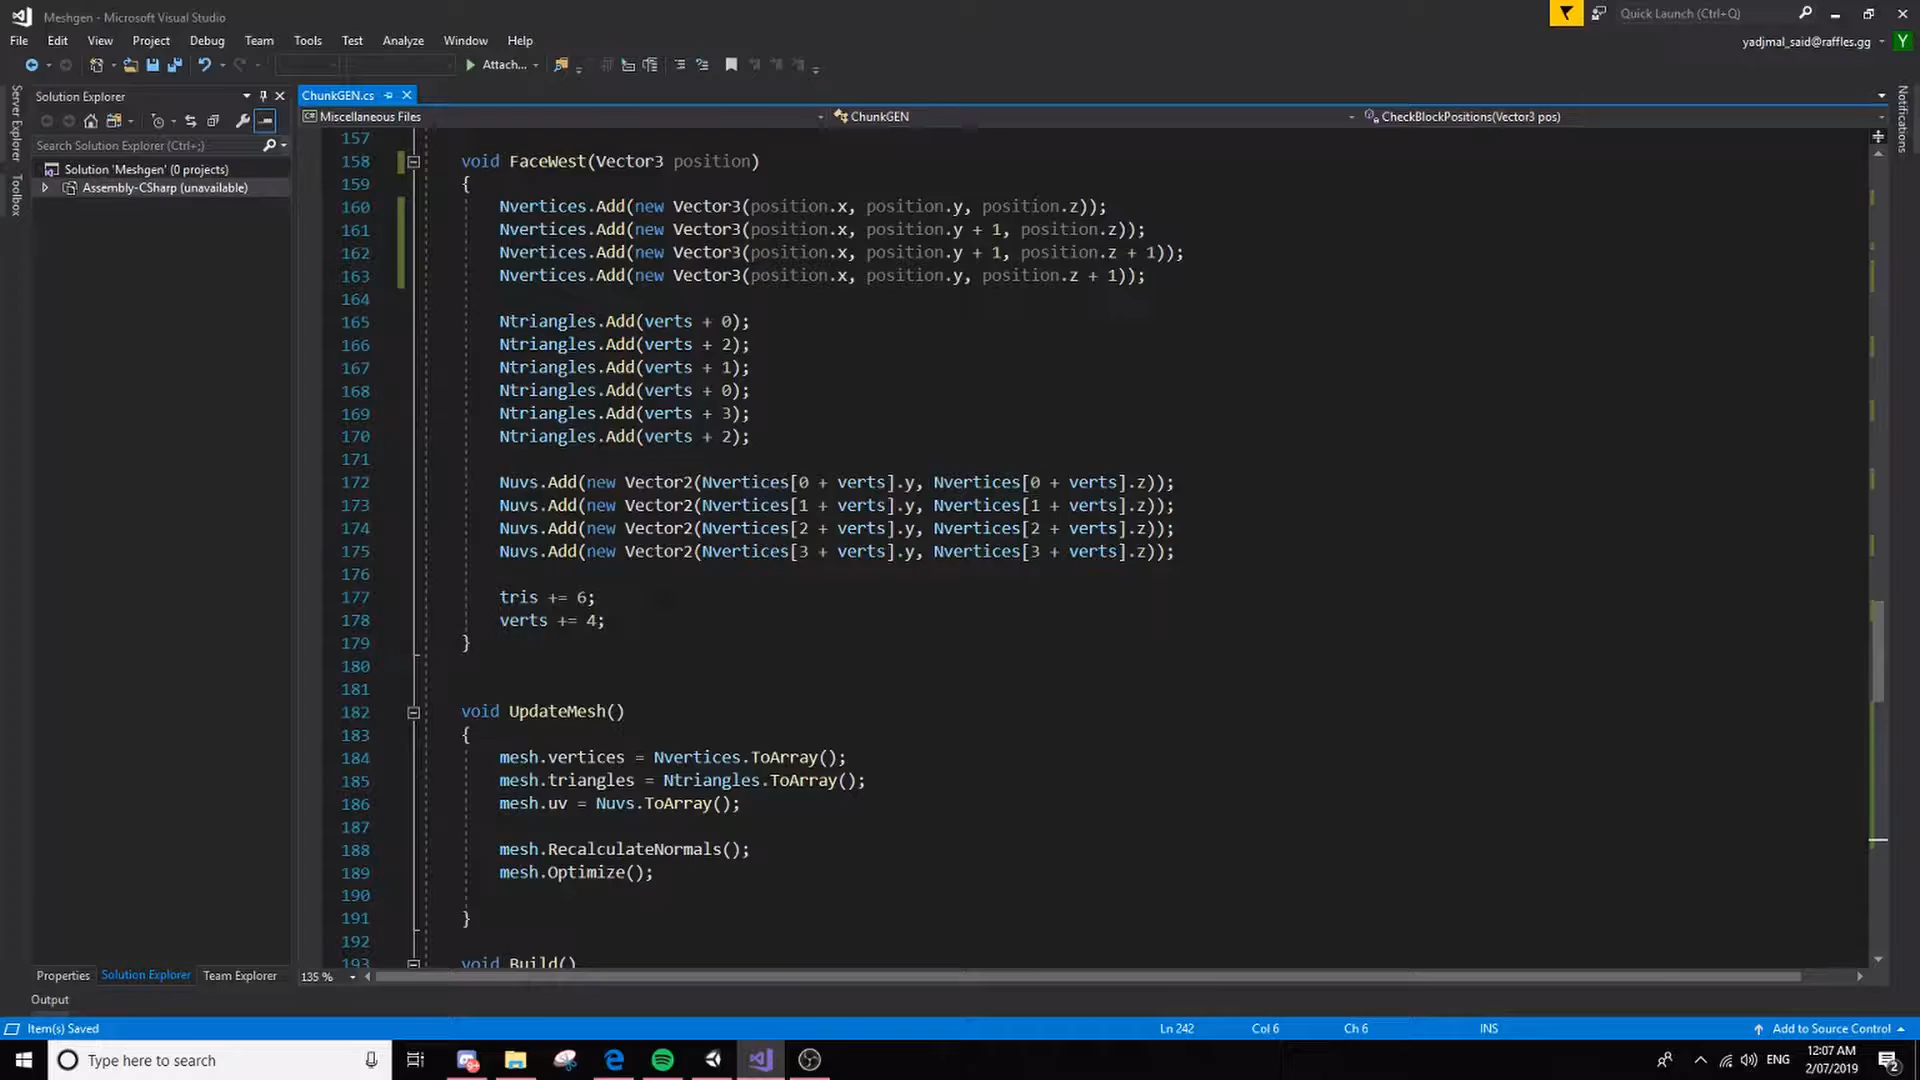 Meshgen - Microsoft Visual Studio
Quick Launch (Ctrl+Q)
File Edit View Project Debug Team Tools Test Analyze Window Help
yadjmal_said@raffles.gg
Y
Attach...
Server Explorer
Toolbox
Solution Explorer
Search Solution Explorer (Ctrl+;)
Solution 'Meshgen' (0 projects)
Assembly-CSharp (unavailable)
ChunkGEN.cs
Miscellaneous Files
ChunkGEN
CheckBlockPositions(Vector3 pos)
Notifications
157
158 void FaceWest(Vector3 position)
159 {
160 Nvertices.Add(new Vector3(position.x, position.y, position.z));
161 Nvertices.Add(new Vector3(position.x, position.y + 1, position.z));
162 Nvertices.Add(new Vector3(position.x, position.y + 1, position.z + 1));
163 Nvertices.Add(new Vector3(position.x, position.y, position.z + 1));
164
165 Ntriangles.Add(verts + 0);
166 Ntriangles.Add(verts + 2);
167 Ntriangles.Add(verts + 1);
168 Ntriangles.Add(verts + 0);
169 Ntriangles.Add(verts + 3);
170 Ntriangles.Add(verts + 2);
171
172 Nuvs.Add(new Vector2(Nvertices[0 + verts].y, Nvertices[0 + verts].z));
173 Nuvs.Add(new Vector2(Nvertices[1 + verts].y, Nvertices[1 + verts].z));
174 Nuvs.Add(new Vector2(Nvertices[2 + verts].y, Nvertices[2 + verts].z));
175 Nuvs.Add(new Vector2(Nvertices[3 + verts].y, Nvertices[3 + verts].z));
176
177 tris += 6;
178 verts += 4;
179 }
180
181
182 void UpdateMesh()
183 {
184 mesh.vertices = Nvertices.ToArray();
185 mesh.triangles = Ntriangles.ToArray();
186 mesh.uv = Nuvs.ToArray();
187
188 mesh.RecalculateNormals();
189 mesh.Optimize();
190
191 }
192
193 void Build()
Properties Solution Explorer Team Explorer
135 %
Output
Item(s) Saved
Ln 242 Col 6 Ch 6 INS
Add to Source Control
Type here to search
ENG
12:07 AM
2/07/2019
2